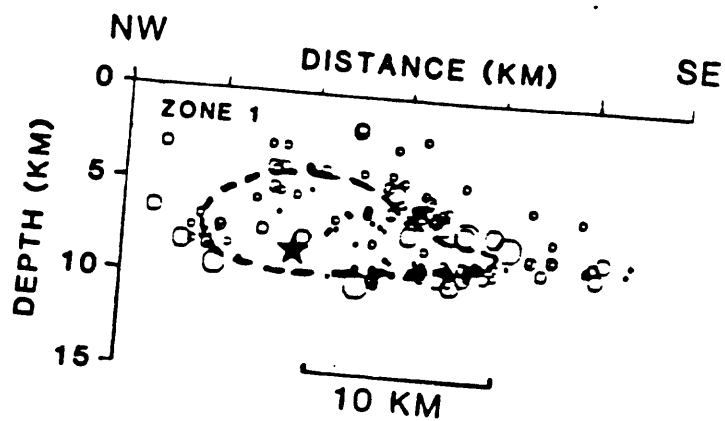 NW
DISTANCE (KM)
SE
0
ZONE 1
5
DEPTH (KM)
10
15
10 KM